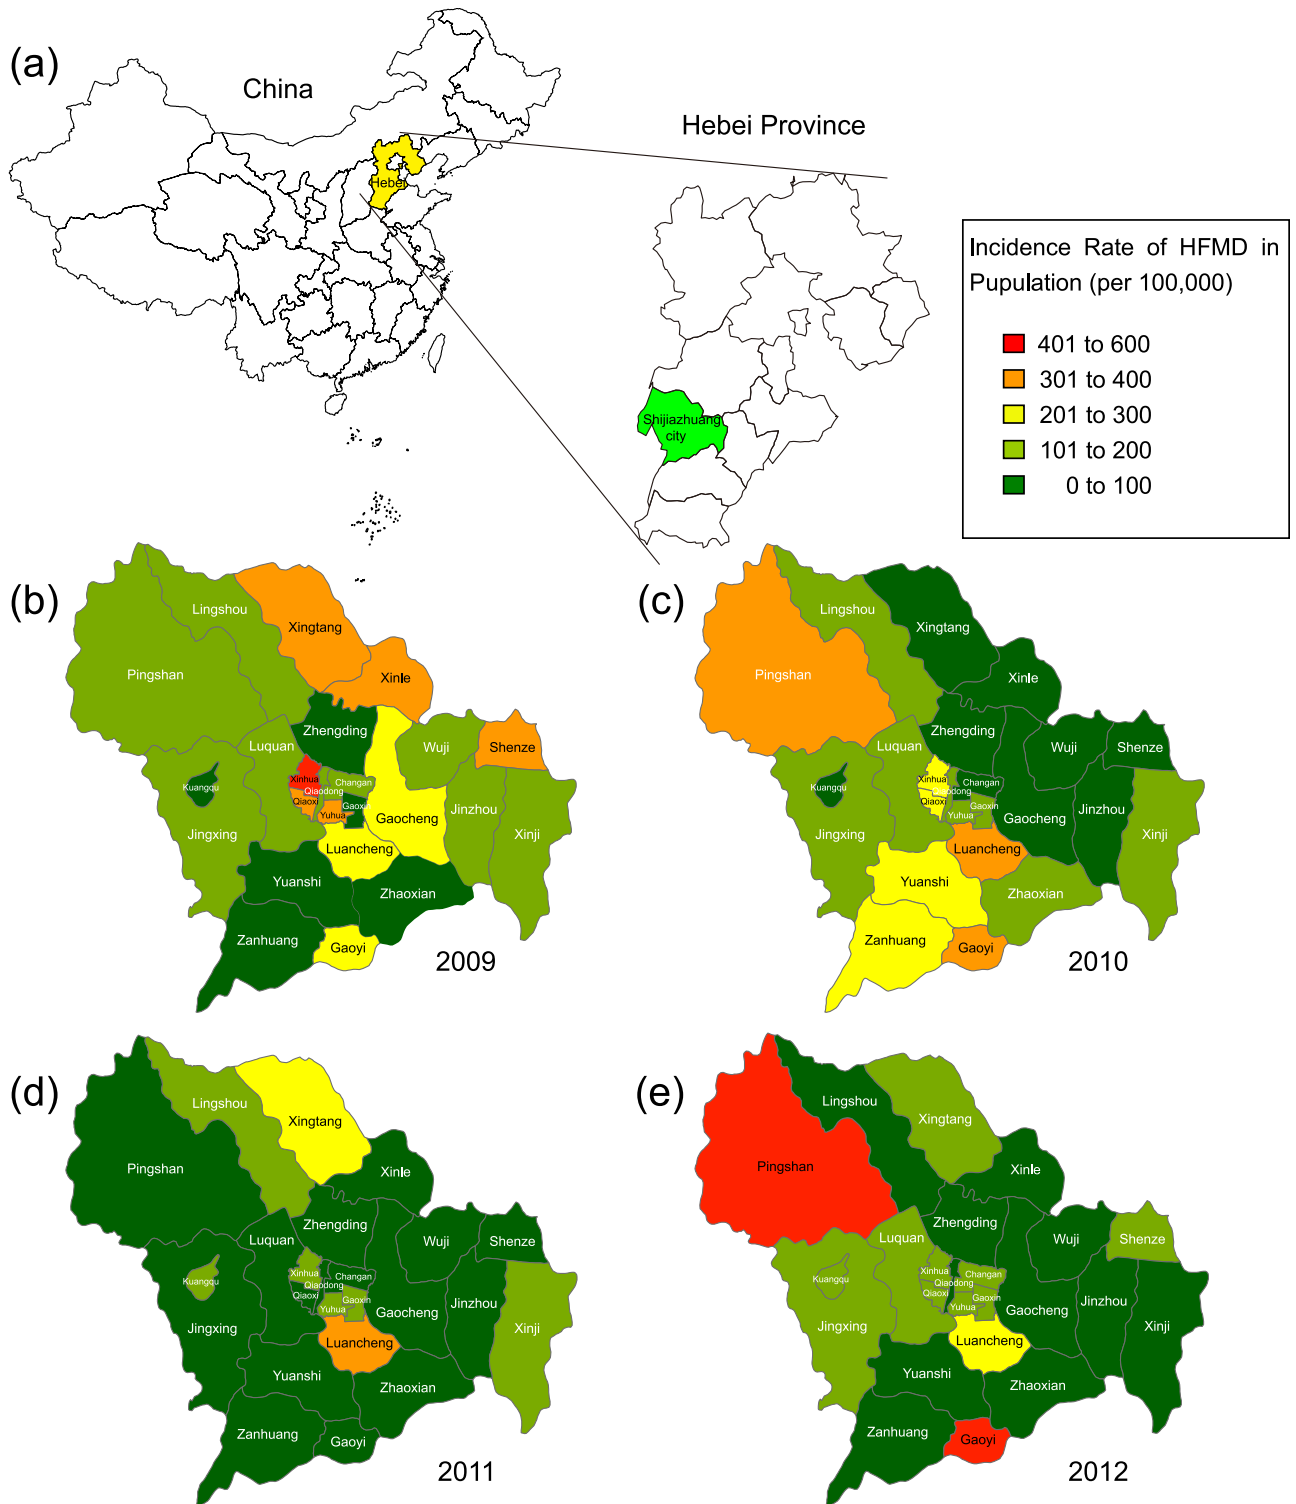 (a)
China
Hebei
Hebei Province
Shijiazhuang
city
Incidence Rate of HFMD in
Pupulation (per 100,000)
401 to 600
301 to 400
201 to 300
101 to 200
0 to 100
(b)
Lingshou
Xingtang
Pingshan
Xinle
Zhengding
Luquan
Wuji
Shenze
Xinhua
Changan
Kuangqu
Qiaodong
Qiaoxi
Gaoxin
Jinzhou
Yuhua
Gaocheng
Jingxing
Xinji
Luancheng
Yuanshi
Zhaoxian
Zanhuang
Gaoyi
2009
(c)
Lingshou
Xingtang
Pingshan
Xinle
Zhengding
Luquan
Wuji
Shenze
Xinhua
Changan
Kuangqu
Qiaodong
Qiaoxi
Gaoxin
Jinzhou
Yuhua
Gaocheng
Jingxing
Xinji
Luancheng
Yuanshi
Zhaoxian
Zanhuang
Gaoyi
2010
(d)
Lingshou
Xingtang
Pingshan
Xinle
Zhengding
Luquan
Wuji
Shenze
Xinhua
Changan
Kuangqu
Qiaodong
Qiaoxi
Gaoxin
Jinzhou
Yuhua
Gaocheng
Jingxing
Xinji
Luancheng
Yuanshi
Zhaoxian
Zanhuang
Gaoyi
2011
(e)
Lingshou
Xingtang
Pingshan
Xinle
Zhengding
Luquan
Wuji
Shenze
Xinhua
Changan
Kuangqu
Qiaodong
Qiaoxi
Gaoxin
Jinzhou
Yuhua
Gaocheng
Jingxing
Xinji
Luancheng
Yuanshi
Zhaoxian
Zanhuang
Gaoyi
2012